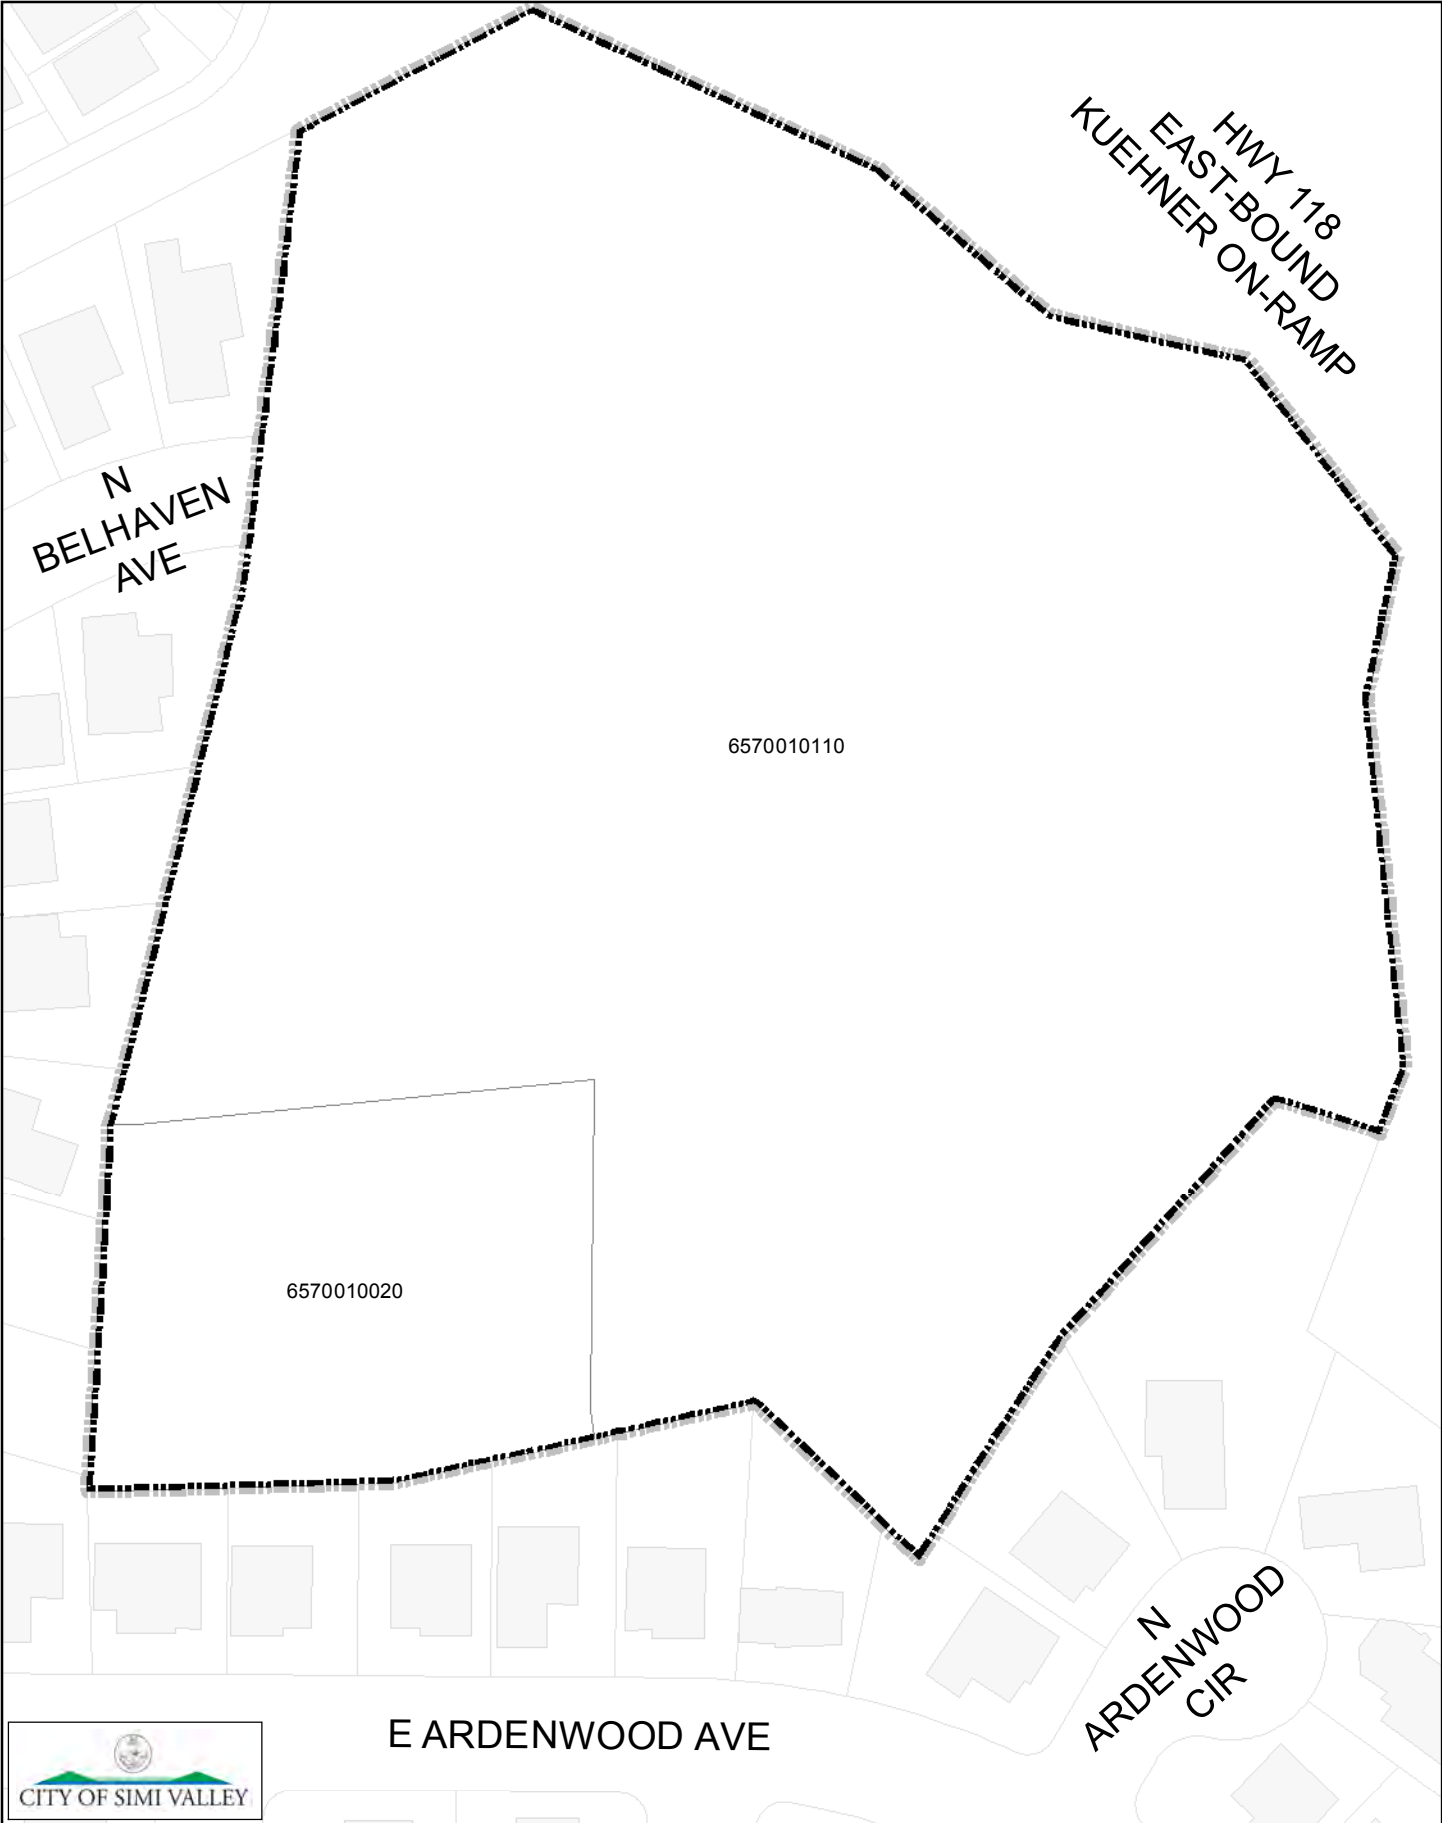 HWY 118
EAST-BOUND
KUEHNER ON-RAMP
N
BELHAVEN
AVE
6570010110
6570010020
N
ARDENWOOD
CIR
E ARDENWOOD AVE
CITY OF SIMI VALLEY